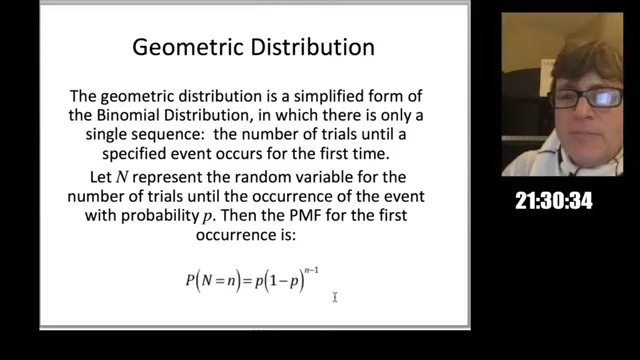 Geometric Distribution
The geometric distribution is a simplified form of
the Binomial Distribution, in which there is only a
single sequence: the number of trials until a
specified event occurs for the first time.
Let N represent the random variable for the
number of trials until the occurrence of the event
with probability p. Then the PMF for the first
occurrence is:
P(N = n) = p(1 − p)^{n−1}
21:30:34